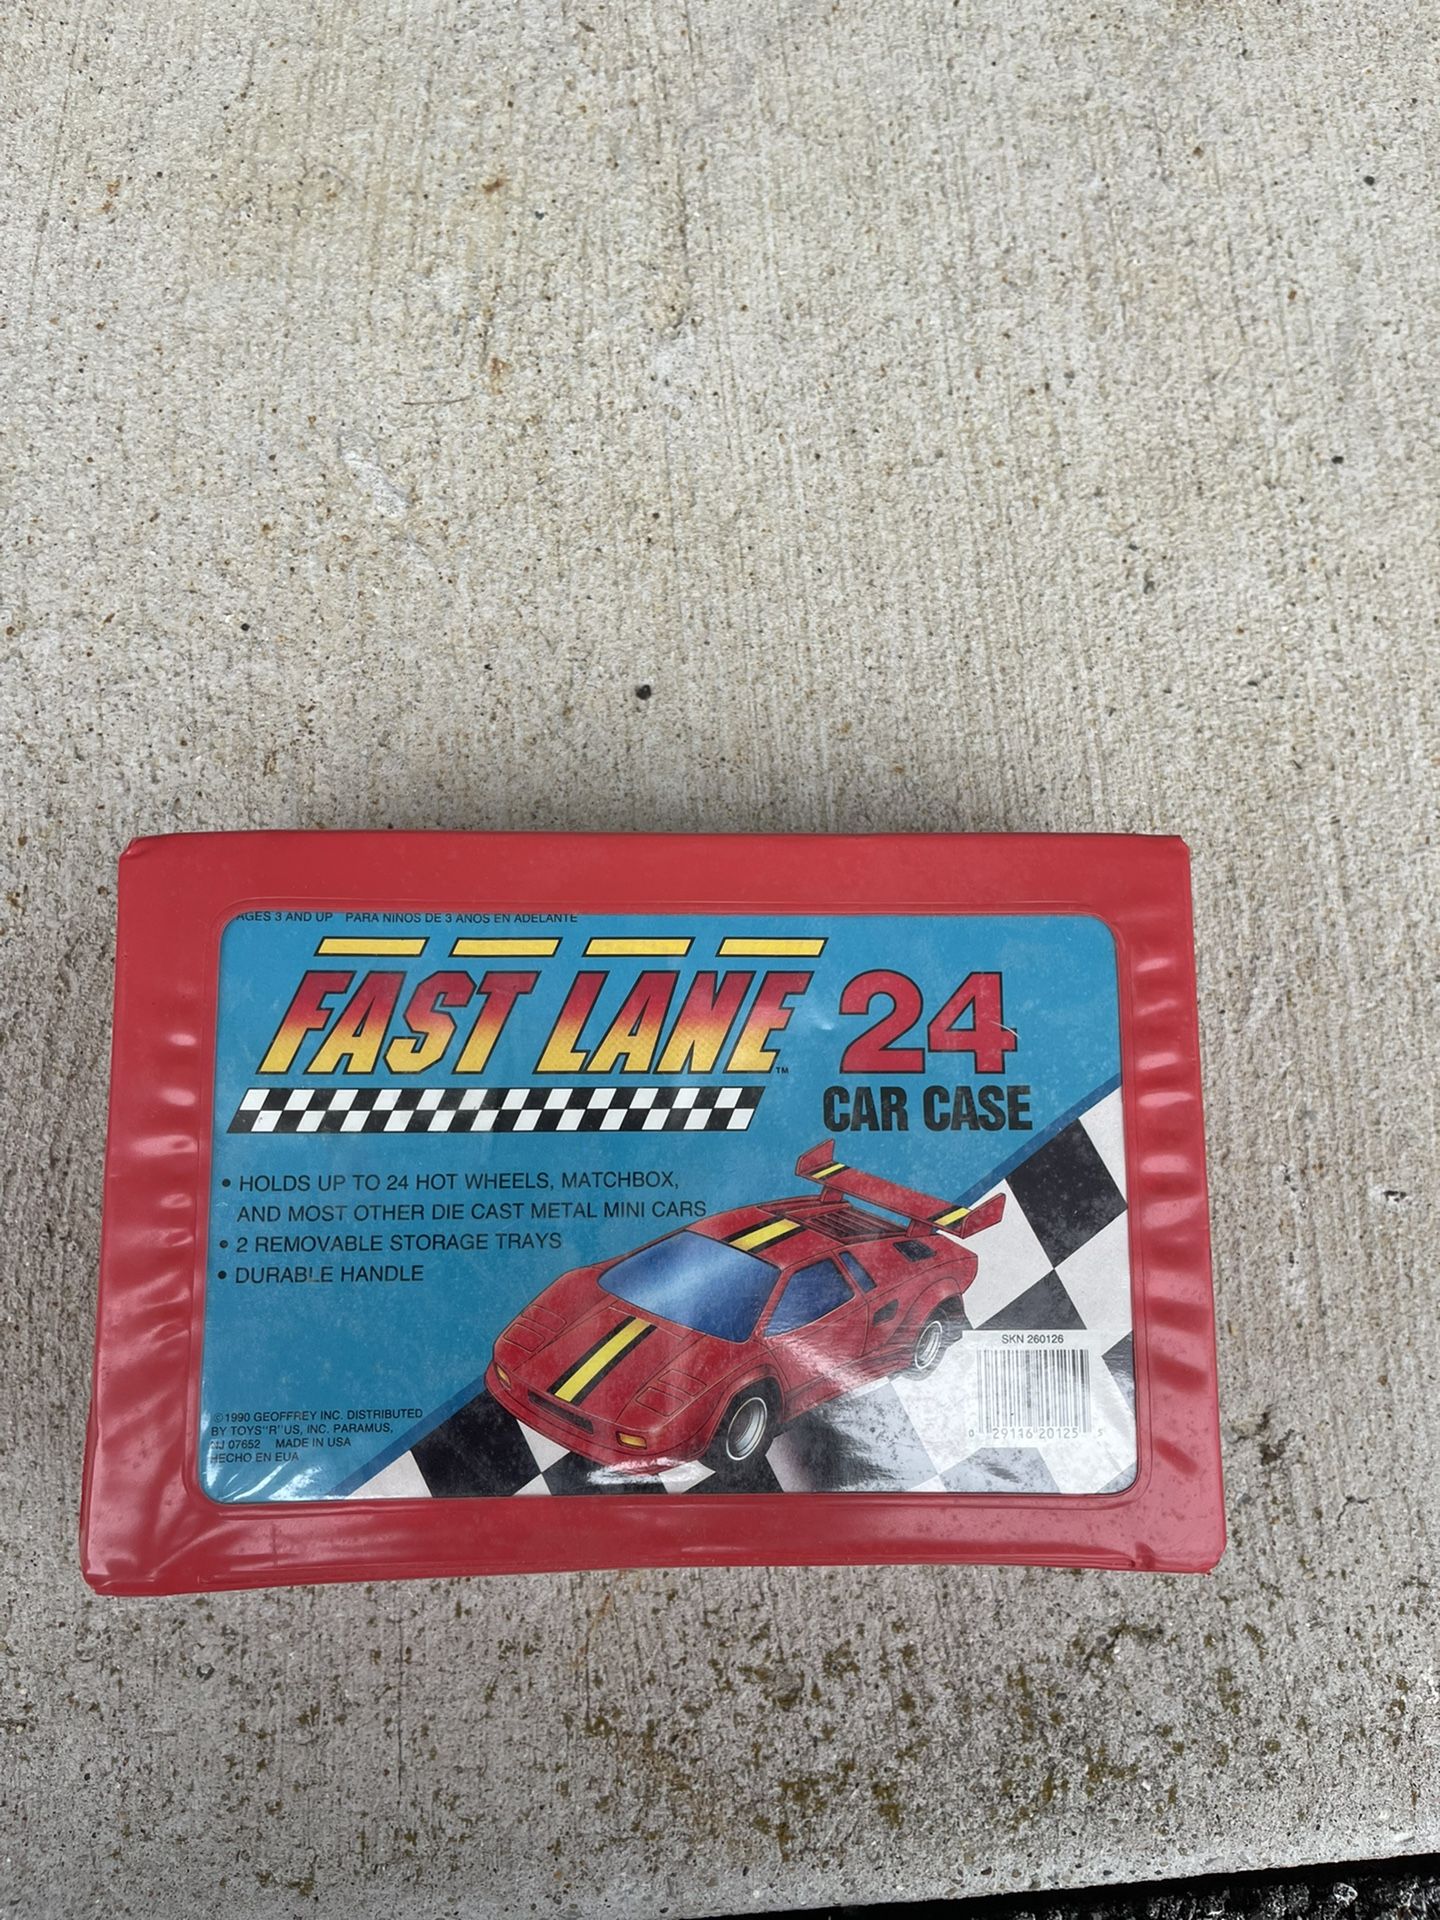 AGES 3 AND UP PARA NINOS DE 3 ANOS EN ADELANTE
FAST LANE™ 24
CAR CASE
• HOLDS UP TO 24 HOT WHEELS, MATCHBOX,
AND MOST OTHER DIE CAST METAL MINI CARS
• 2 REMOVABLE STORAGE TRAYS
• DURABLE HANDLE
SKN 260126
0 29116 20125 5
©1990 GEOFFREY INC. DISTRIBUTED
BY TOYS"R"US, INC. PARAMUS,
NJ 07652 MADE IN USA
HECHO EN EUA